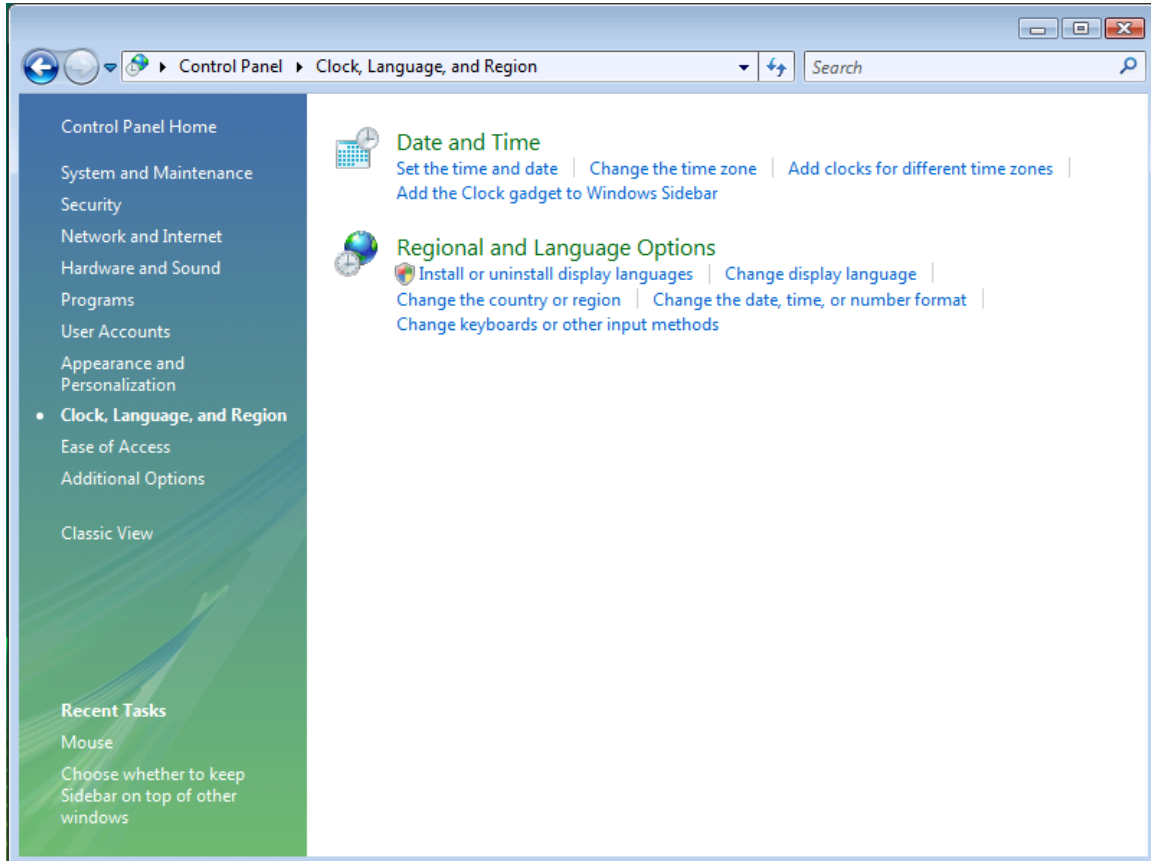 Control Panel Clock, Language, and Region Search
Control Panel Home
System and Maintenance
Security
Network and Internet
Hardware and Sound
Programs
User Accounts
Appearance and
Personalization
Clock, Language, and Region
Ease of Access
Additional Options
Classic View
Recent Tasks
Mouse
Choose whether to keep
Sidebar on top of other
windows
Date and Time
Set the time and date Change the time zone Add clocks for different time zones
Add the Clock gadget to Windows Sidebar
Regional and Language Options
Install or uninstall display languages Change display language
Change the country or region Change the date, time, or number format
Change keyboards or other input methods